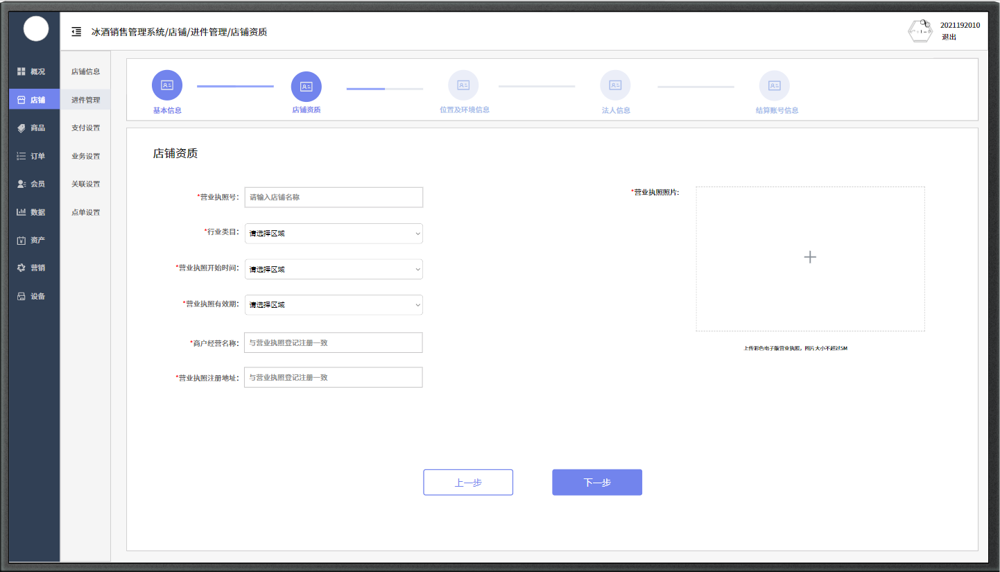 冰酒销售管理系统/店铺/进件管理/店铺资质
2021192010
退出
概况
店铺
商品
订单
会员
数据
资产
营销
设备
店铺信息
进件管理
支付设置
业务设置
关联设置
点单设置
基本信息
店铺资质
位置及环境信息
法人信息
结算账号信息
店铺资质
*营业执照号： 请输入店铺名称
*行业类目： 请选择区域
*营业执照开始时间： 请选择区域
*营业执照有效期： 请选择区域
*商户经营名称： 与营业执照登记注册一致
*营业执照注册地址： 与营业执照登记注册一致
*营业执照照片:
上传彩色电子版营业执照，图片大小不超过5M
上一步
下一步